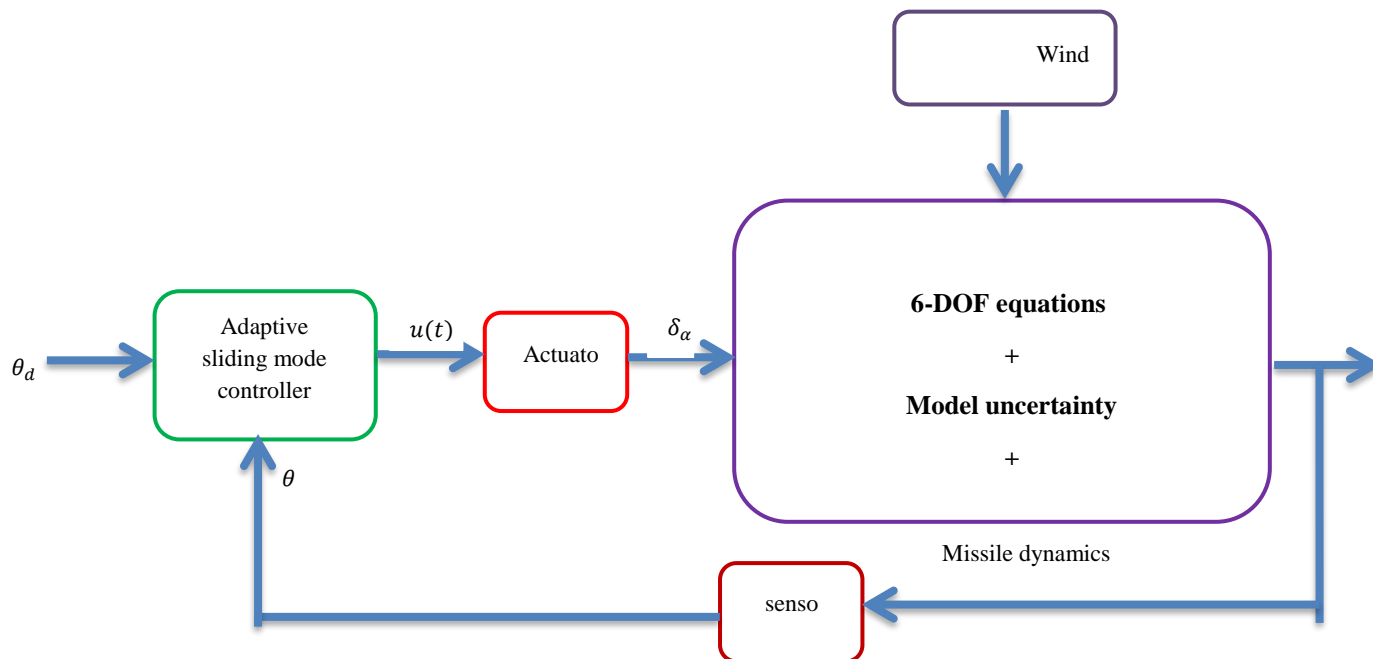 Wind
6-DOF equations
+
Model uncertainty
+
Adaptive
sliding mode
controller
u(t)
Actuato
δ_α
θ_d
θ
Missile dynamics
senso